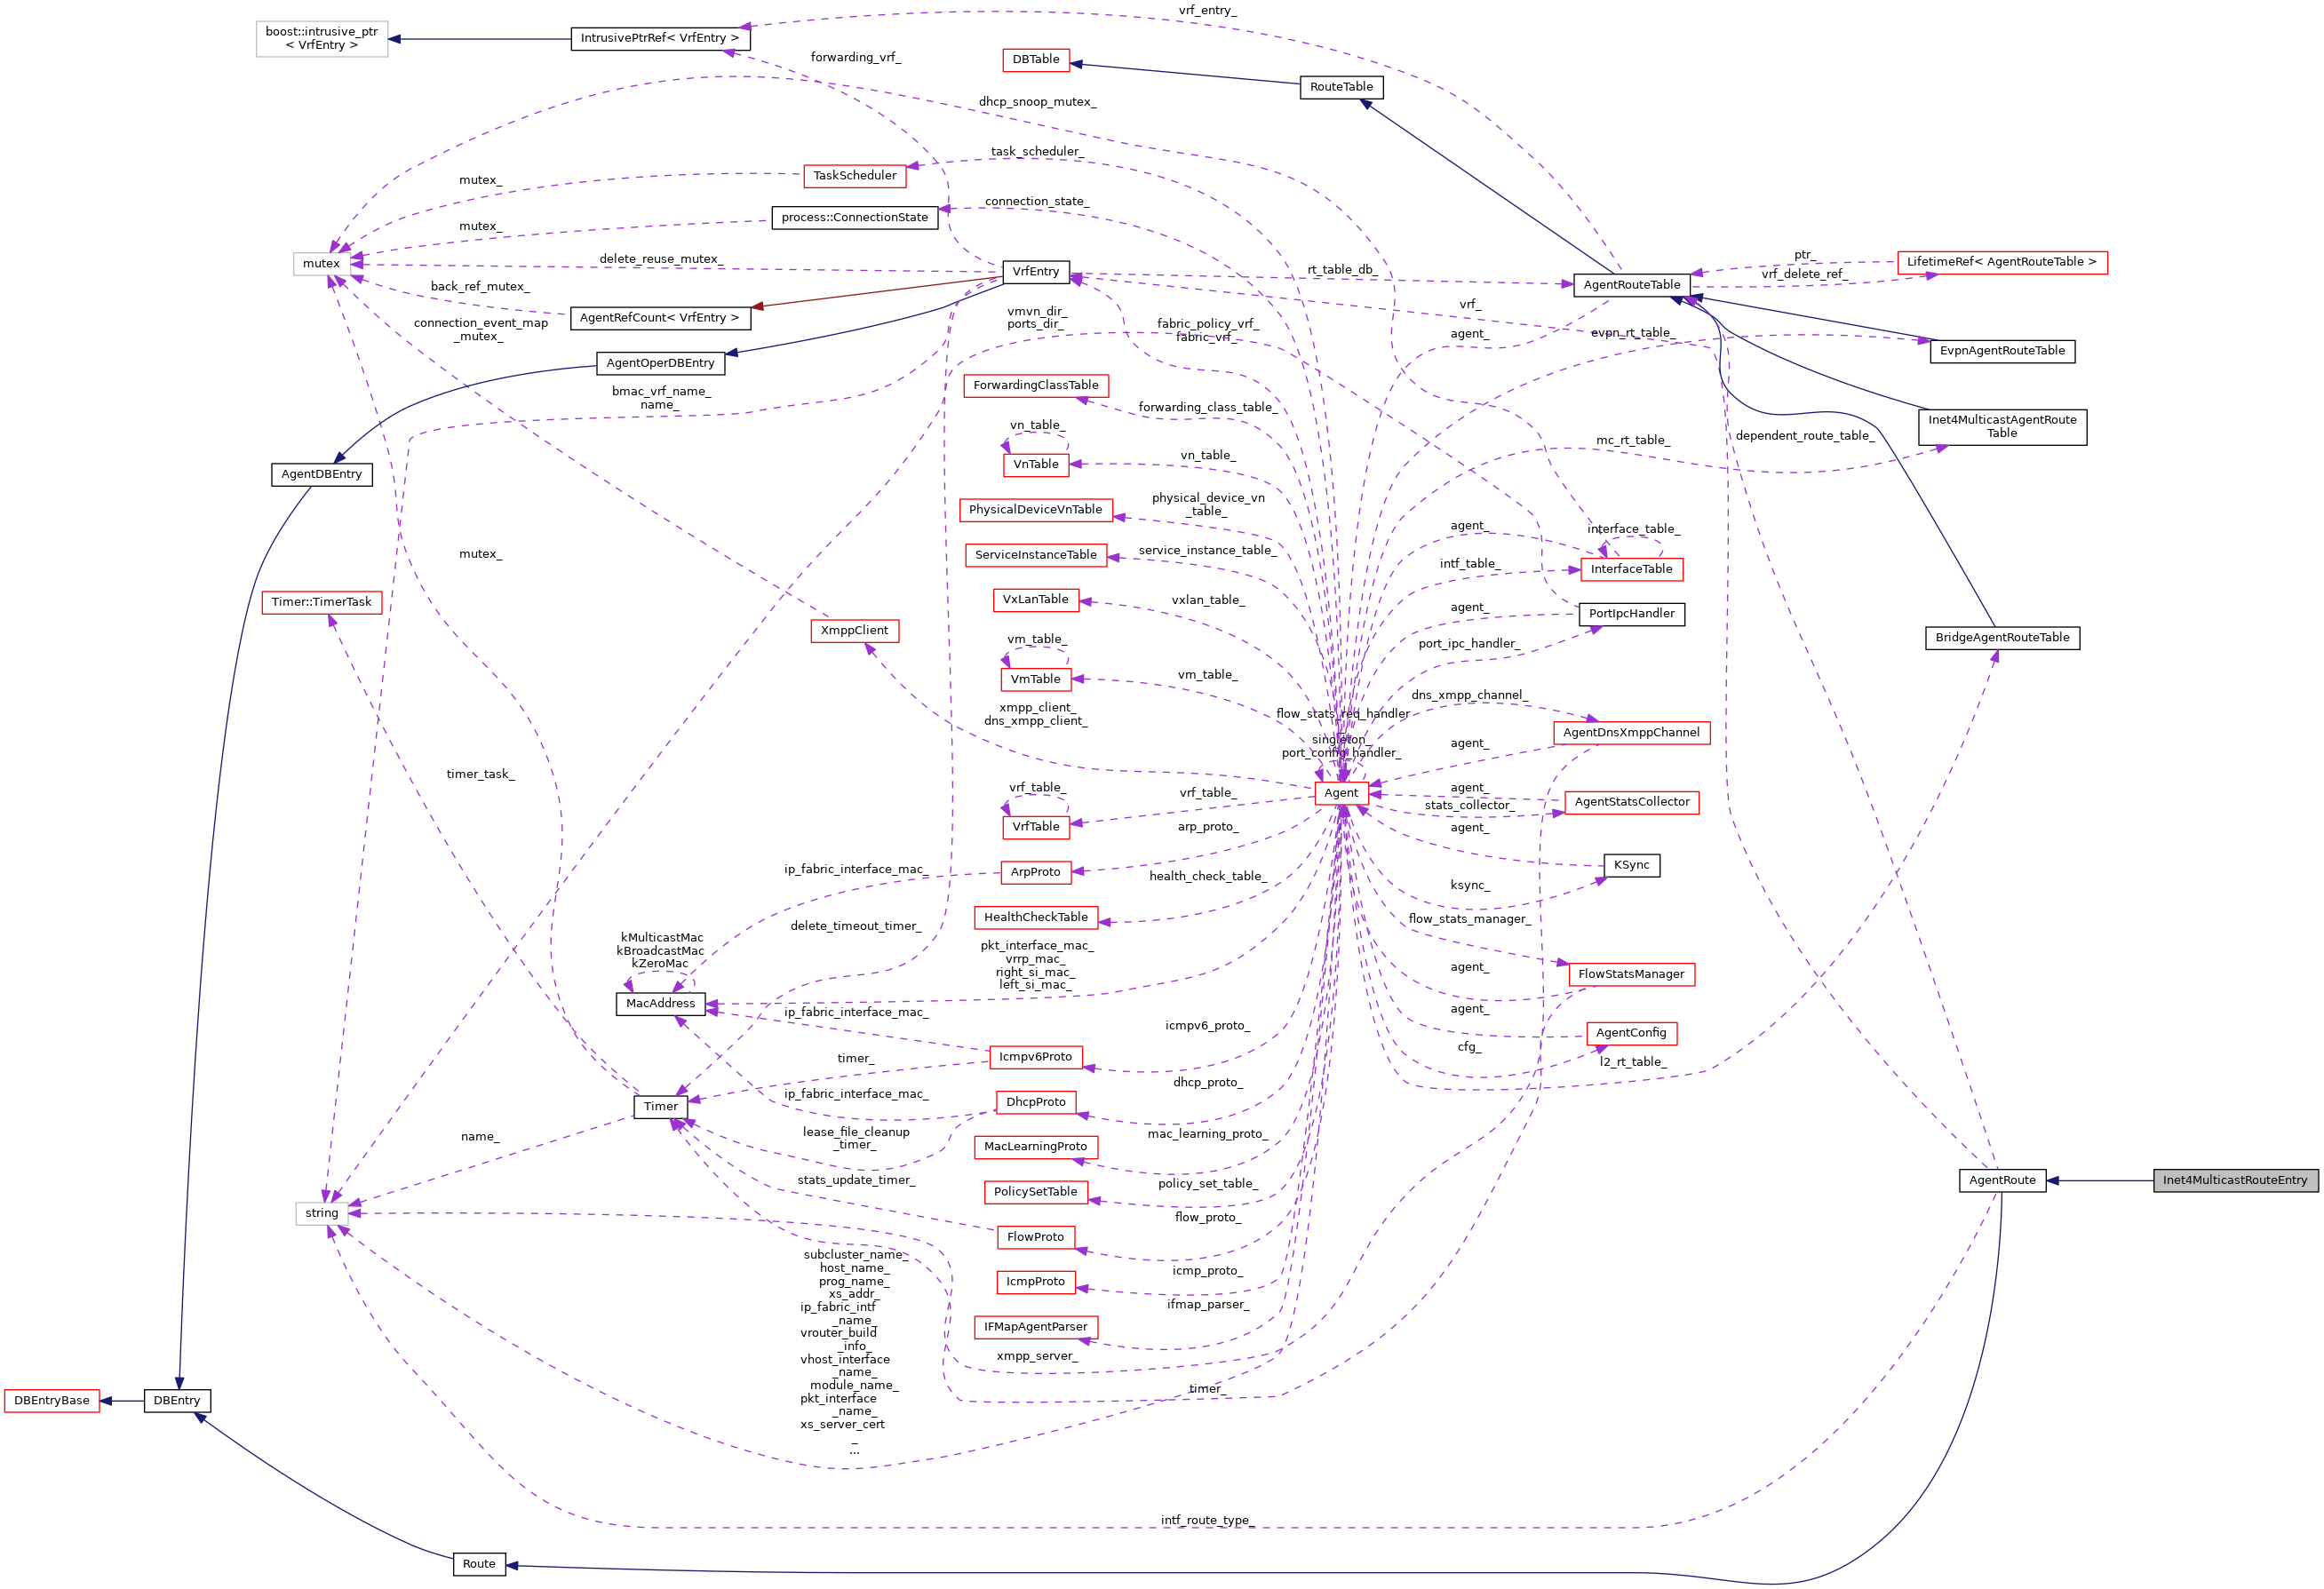 vrf_entry_
boost::intrusive_ptr
< VrfEntry >
IntrusivePtrRef< VrfEntry >
forwarding_vrf_
DBTable
RouteTable
dhcp_snoop_mutex_
task_scheduler_
TaskScheduler
mutex_
connection_state_
process::ConnectionState
mutex_
mutex
delete_reuse_mutex_
VrfEntry
rt_table_db_
ptr_
LifetimeRef< AgentRouteTable >
vrf_delete_ref_
AgentRouteTable
back_ref_mutex_
AgentRefCount< VrfEntry >
vrf_
connection_event_map
_mutex_
vmvn_dir_
ports_dir_
fabric_policy_vrf_
fabric_vrf_
agent_
evpn_rt_table_
EvpnAgentRouteTable
AgentOperDBEntry
ForwardingClassTable
bmac_vrf_name_
name_
forwarding_class_table_
Inet4MulticastAgentRoute
Table
vn_table_
mc_rt_table_
dependent_route_table_
VnTable
vn_table_
AgentDBEntry
PhysicalDeviceVnTable
physical_device_vn
_table_
agent_
interface_table_
mutex_
ServiceInstanceTable
service_instance_table_
intf_table_
InterfaceTable
Timer::TimerTask
VxLanTable
vxlan_table_
agent_
PortIpcHandler
XmppClient
vm_table_
port_ipc_handler_
BridgeAgentRouteTable
VmTable
vm_table_
dns_xmpp_channel_
xmpp_client_
dns_xmpp_client_
flow_stats_req_handler
_
singleton_
port_config_handler_
agent_
AgentDnsXmppChannel
timer_task_
vrf_table_
vrf_table_
Agent
agent_
stats_collector_
AgentStatsCollector
VrfTable
arp_proto_
agent_
KSync
ip_fabric_interface_mac_
ArpProto
health_check_table_
ksync_
HealthCheckTable
flow_stats_manager_
delete_timeout_timer_
kMulticastMac
kBroadcastMac
kZeroMac
pkt_interface_mac_
vrrp_mac_
right_si_mac_
left_si_mac_
agent_
FlowStatsManager
MacAddress
ip_fabric_interface_mac_
icmpv6_proto_
agent_
AgentConfig
cfg_
l2_rt_table_
timer_
Icmpv6Proto
dhcp_proto_
ip_fabric_interface_mac_
DhcpProto
Timer
name_
lease_file_cleanup
_timer_
mac_learning_proto_
MacLearningProto
stats_update_timer_
policy_set_table_
PolicySetTable
AgentRoute
Inet4MulticastRouteEntry
string
flow_proto_
FlowProto
icmp_proto_
IcmpProto
ifmap_parser_
IFMapAgentParser
subcluster_name_
host_name_
prog_name_
xs_addr_
ip_fabric_intf
_name_
vrouter_build
_info_
vhost_interface
_name_
module_name_
pkt_interface
_name_
xs_server_cert
_
...
xmpp_server_
timer_
DBEntryBase
DBEntry
intf_route_type_
Route